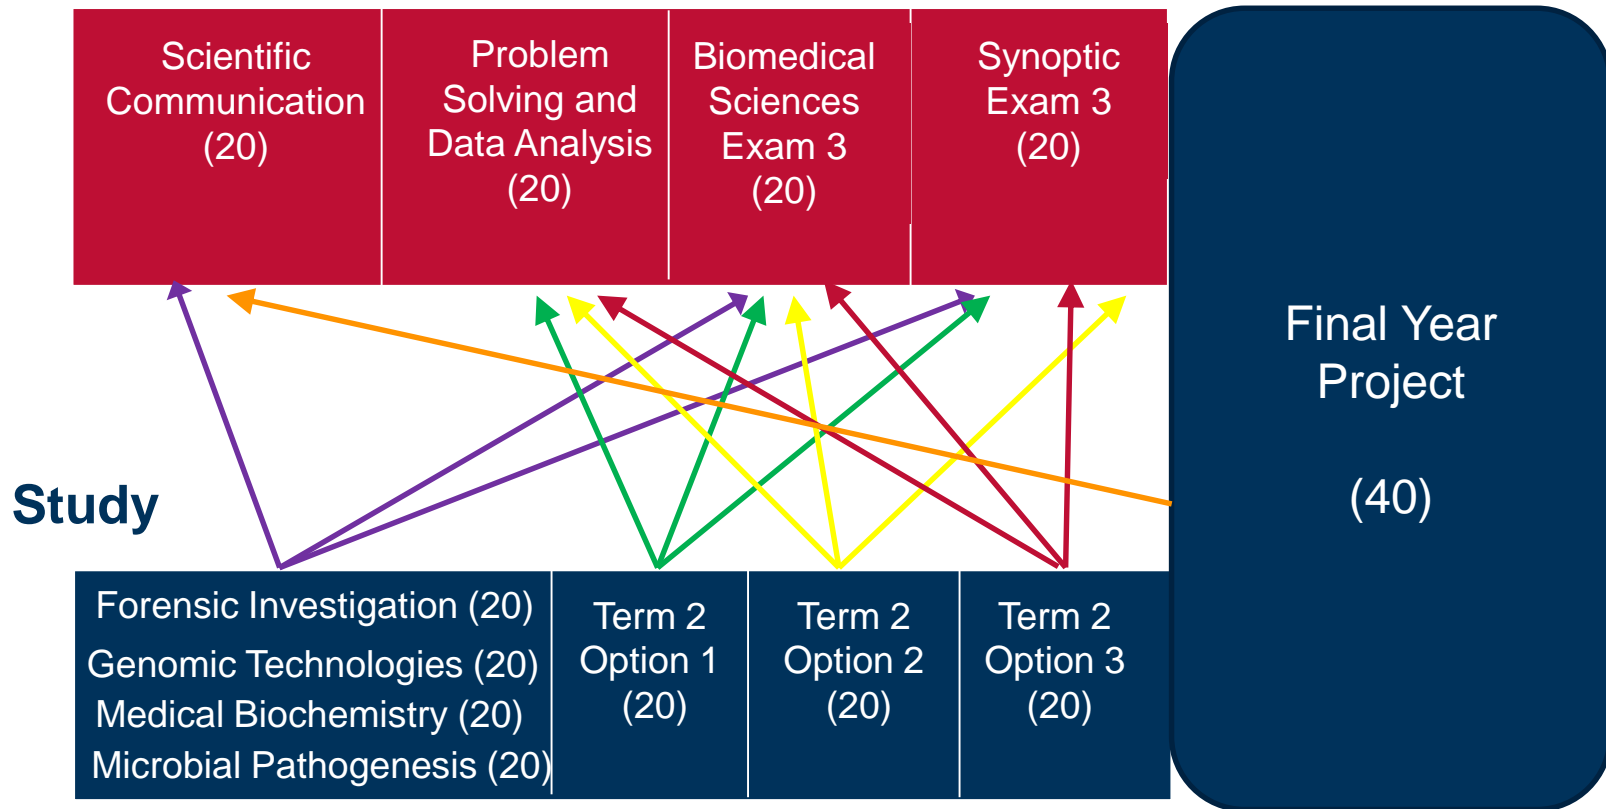 Scientific
Communication
(20)
Problem
Solving and
Data Analysis
(20)
Biomedical
Sciences
Exam 3
(20)
Synoptic
Exam 3
(20)
Final Year
Project
(40)
Study
Forensic Investigation (20)
Genomic Technologies (20)
Medical Biochemistry (20)
Microbial Pathogenesis (20)
Term 2
Option 1
(20)
Term 2
Option 2
(20)
Term 2
Option 3
(20)